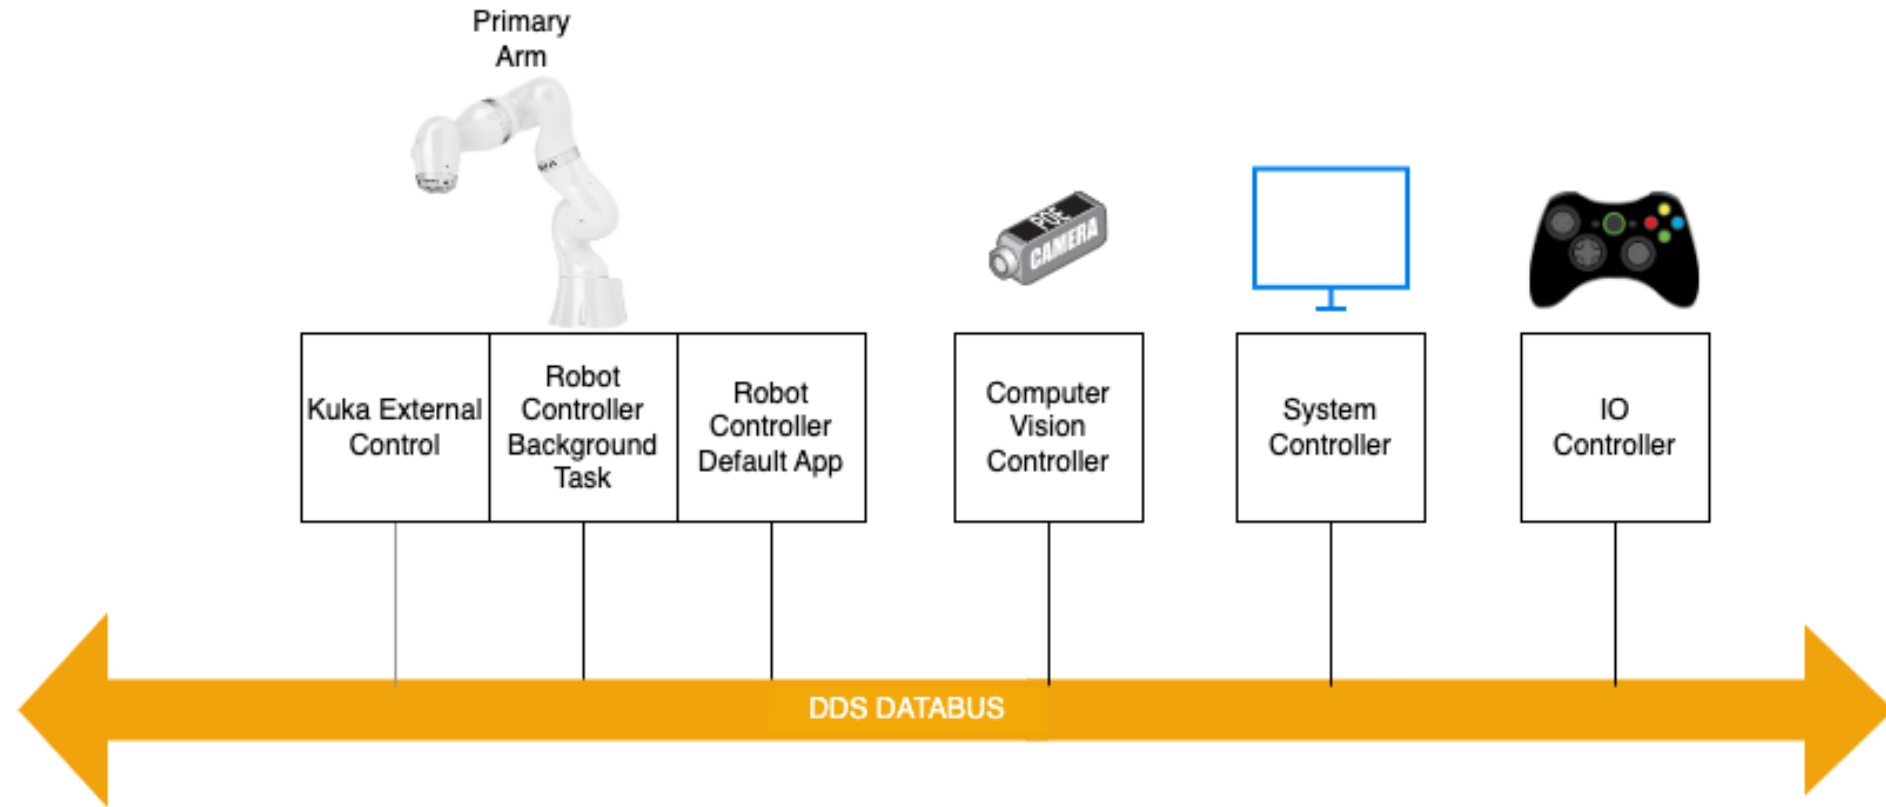 Primary
Arm
POE
CAMERA
Kuka External
Control
Robot
Controller
Background
Task
Robot
Controller
Default App
Computer
Vision
Controller
System
Controller
IO
Controller
DDS DATABUS